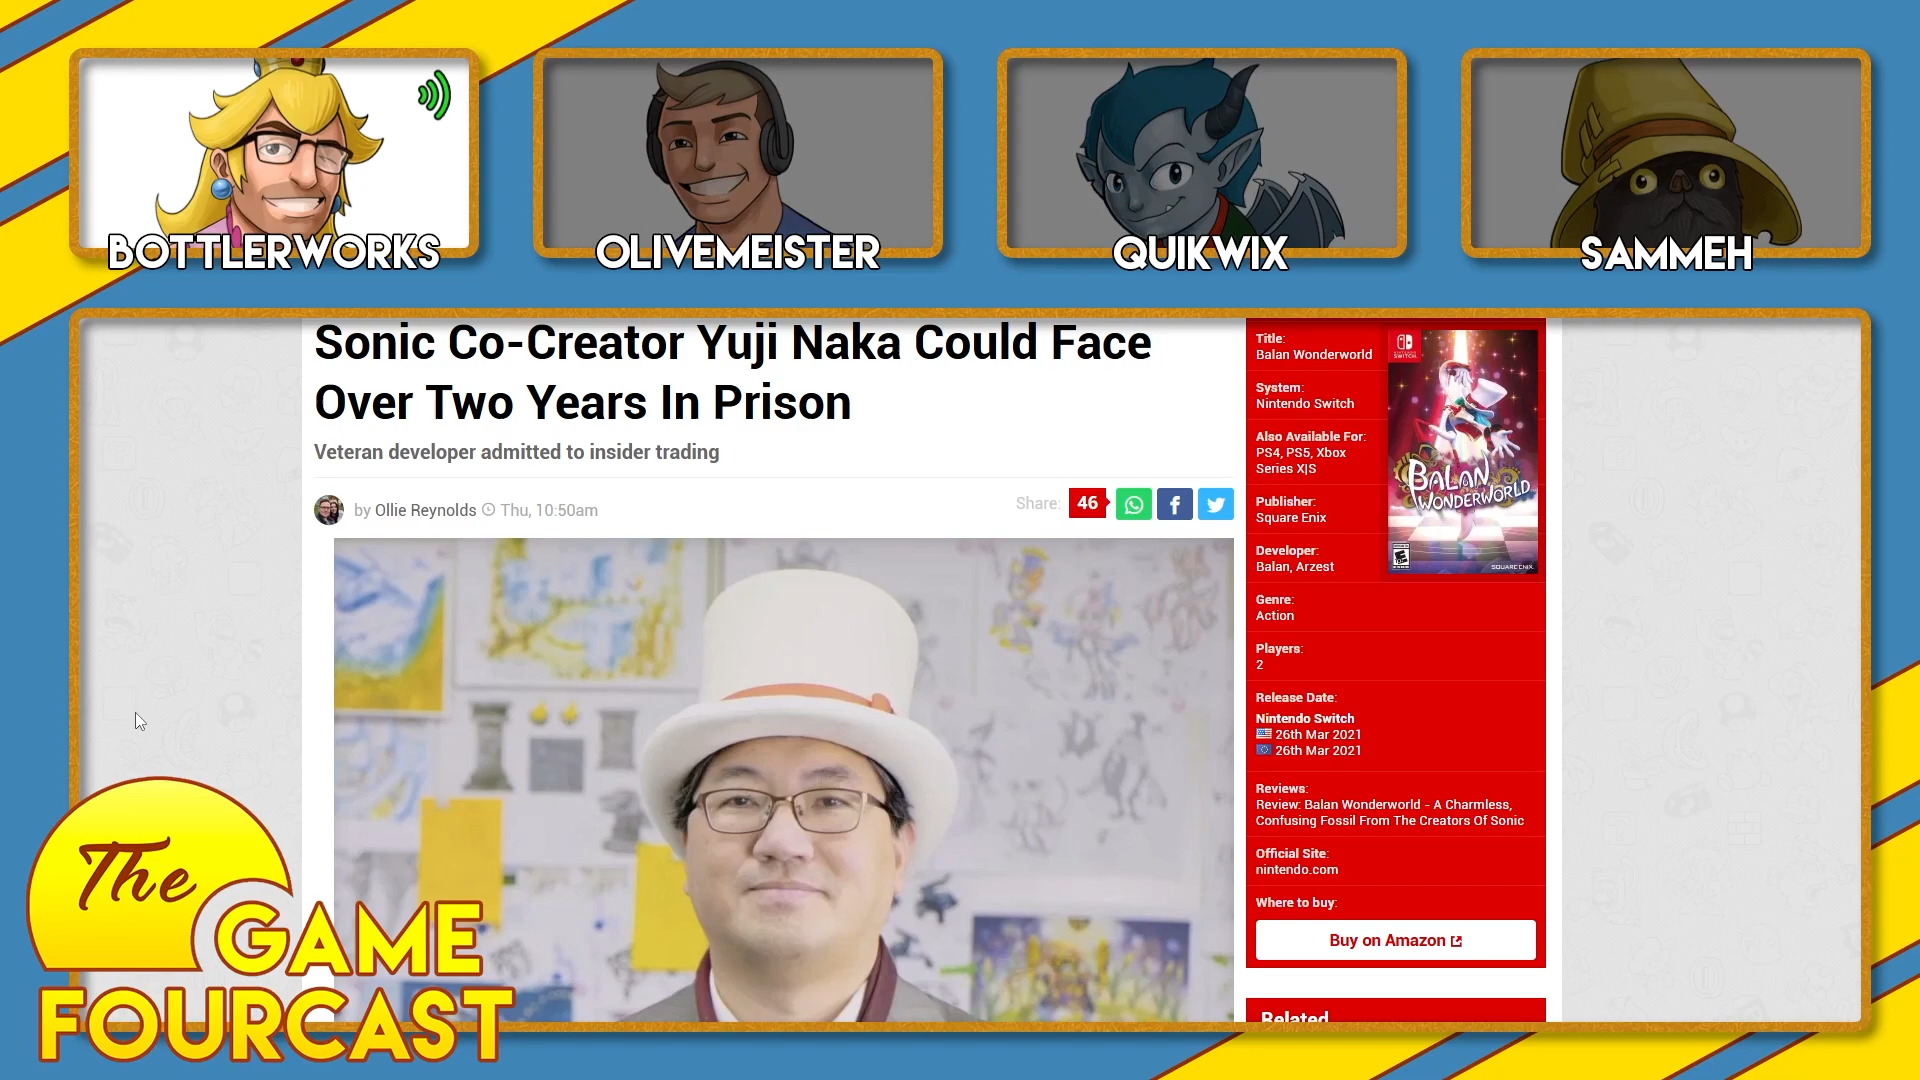 BOTTLERWORKS
OLIVEMEISTER
QUIKWIX
SAMMEH
Sonic Co-Creator Yuji Naka Could Face
Over Two Years In Prison
Veteran developer admitted to insider trading
by Ollie Reynolds Thu, 10:50am
Share: 46
Title:
Balan Wonderworld
System:
Nintendo Switch
Also Available For:
PS4, PS5, Xbox
Series X|S
Publisher:
Square Enix
Developer:
Balan, Arzest
Genre:
Action
Players:
2
Release Date:
Nintendo Switch
26th Mar 2021
26th Mar 2021
Reviews:
Review: Balan Wonderworld - A Charmless,
Confusing Fossil From The Creators Of Sonic
Official Site:
nintendo.com
Where to buy:
Buy on Amazon
Related
BALAN
WONDERWORLD
SQUARE ENIX
The
GAME
FOURCAST